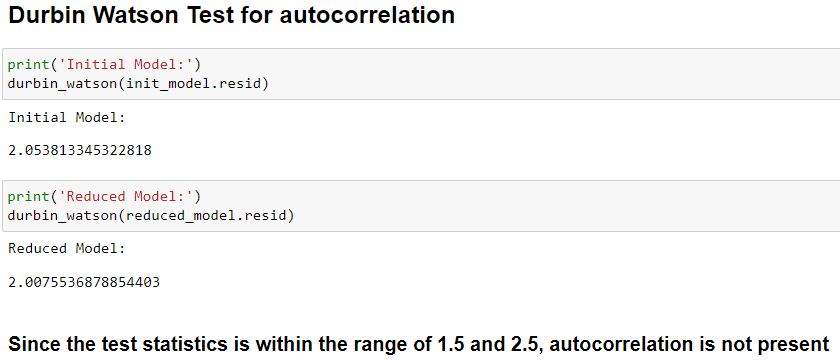 Durbin Watson Test for autocorrelation
print('Initial Model:')
durbin_watson(init_model.resid)
Initial Model:
2.053813345322818
print('Reduced Model:')
durbin_watson(reduced_model.resid)
Reduced Model:
2.0075536878854403
Since the test statistics is within the range of 1.5 and 2.5, autocorrelation is not present